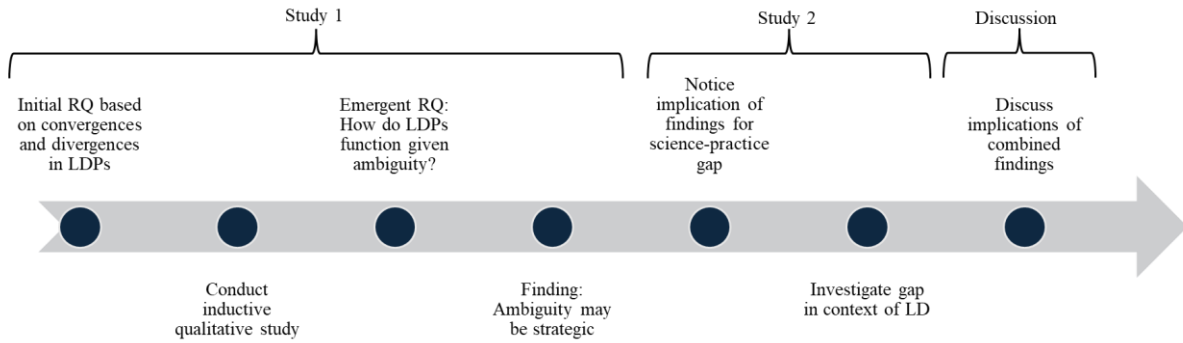 Study 1
Study 2
Discussion
Initial RQ based
on convergences
and divergences
in LDPs
Emergent RQ:
How do LDPs
function given
ambiguity?
Notice
implication of
findings for
science-practice
gap
Discuss
implications of
combined
findings
Conduct
inductive
qualitative study
Finding:
Ambiguity may
be strategic
Investigate gap
in context of LD